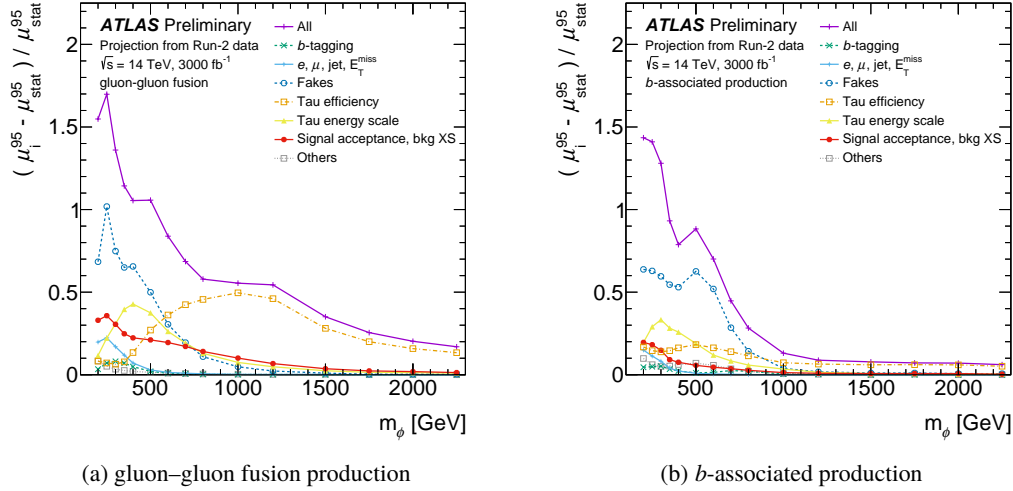 ATLAS Preliminary
Projection from Run-2 data
√s = 14 TeV, 3000 fb⁻¹
gluon-gluon fusion
All
b-tagging
e, μ, jet, E_T^miss
Fakes
Tau efficiency
Tau energy scale
Signal acceptance, bkg XS
Others
( μ_i^95 - μ_stat^95 ) / μ_stat^95
2
1.5
1
0.5
0
500 1000 1500 2000
m_ϕ [GeV]
(a) gluon–gluon fusion production
ATLAS Preliminary
Projection from Run-2 data
√s = 14 TeV, 3000 fb⁻¹
b-associated production
All
b-tagging
e, μ, jet, E_T^miss
Fakes
Tau efficiency
Tau energy scale
Signal acceptance, bkg XS
Others
( μ_i^95 - μ_stat^95 ) / μ_stat^95
2
1.5
1
0.5
0
500 1000 1500 2000
m_ϕ [GeV]
(b) b-associated production